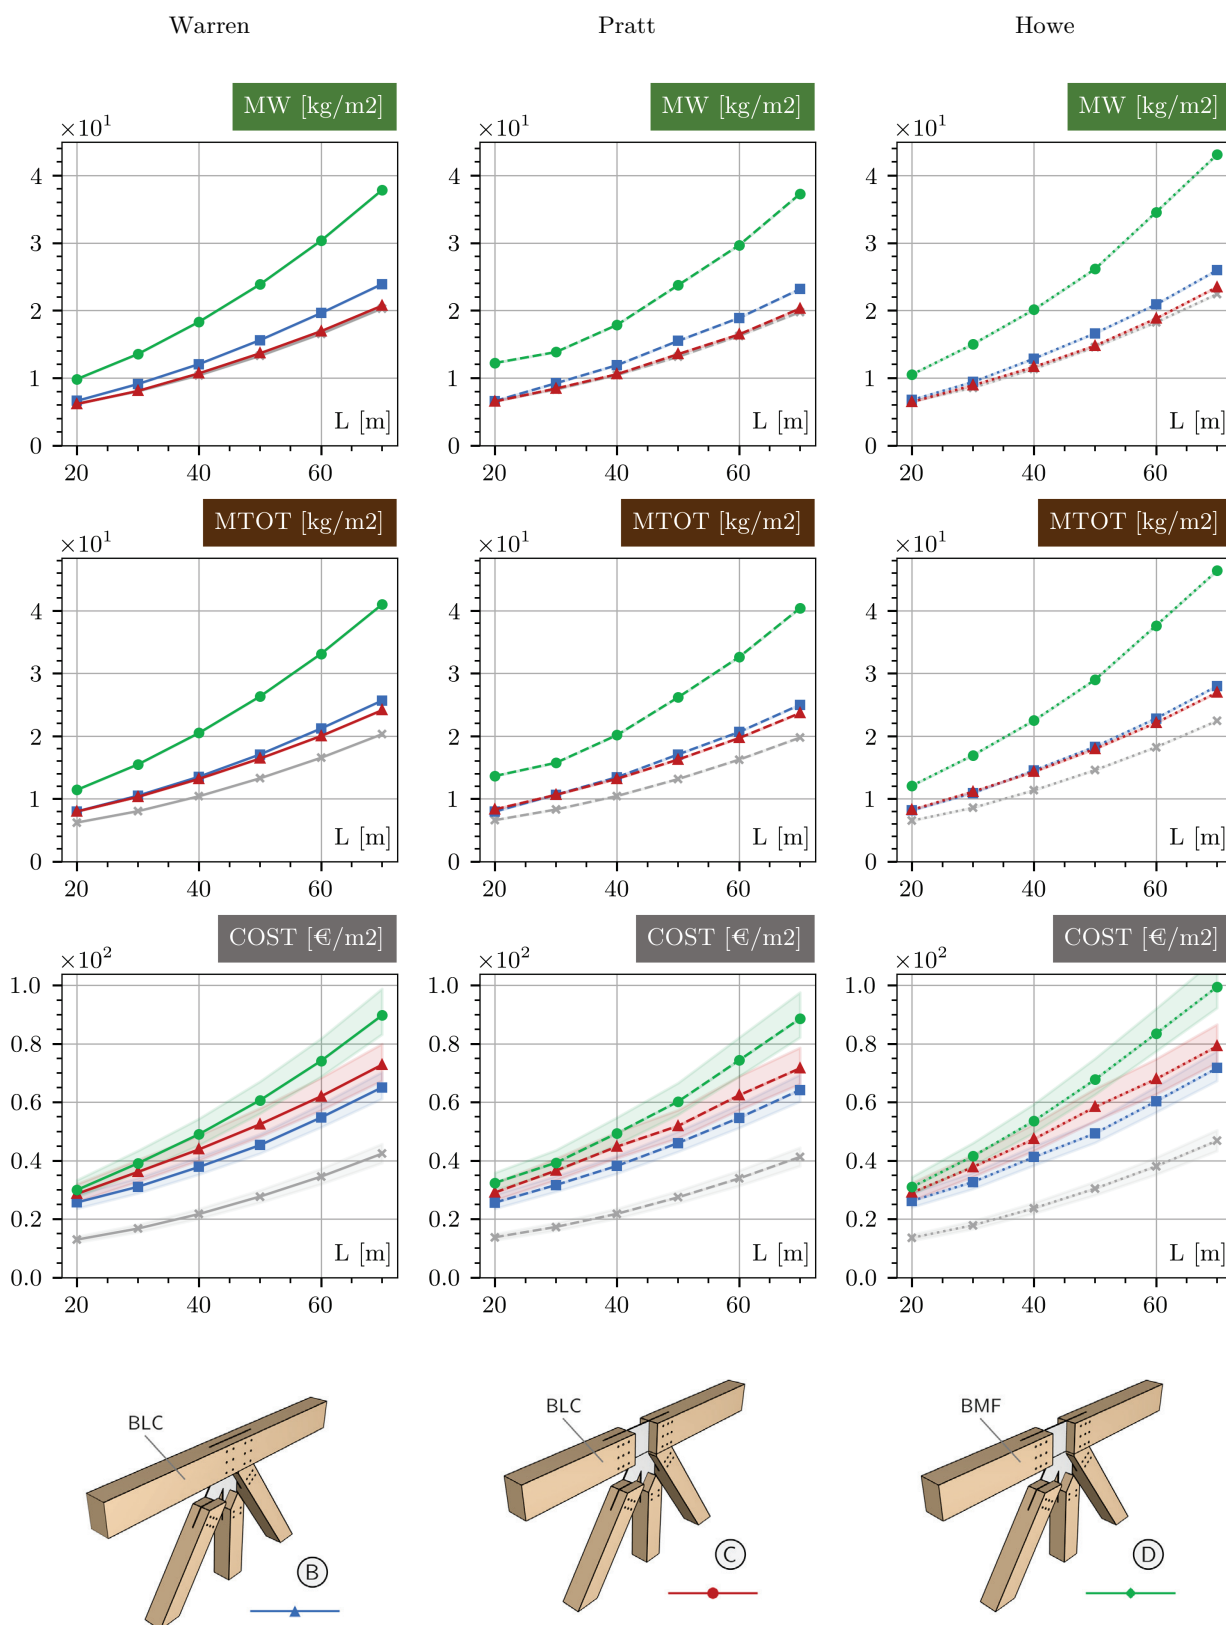 Warren Pratt Howe
MW [kg/m2] MW [kg/m2] MW [kg/m2]
×10¹ ×10¹ ×10¹
4 4 4
3 3 3
2 2 2
1 1 1
L [m] L [m] L [m]
0 0 0
20 40 60 20 40 60 20 40 60
MTOT [kg/m2] MTOT [kg/m2] MTOT [kg/m2]
×10¹ ×10¹ ×10¹
4 4 4
3 3 3
2 2 2
1 1 1
L [m] L [m] L [m]
0 0 0
20 40 60 20 40 60 20 40 60
COST [€/m2] COST [€/m2] COST [€/m2]
×10² ×10² ×10²
1.0 1.0 1.0
0.8 0.8 0.8
0.6 0.6 0.6
0.4 0.4 0.4
0.2 0.2 0.2
L [m] L [m] L [m]
0.0 0.0 0.0
20 40 60 20 40 60 20 40 60
BLC BLC BMF
B C D